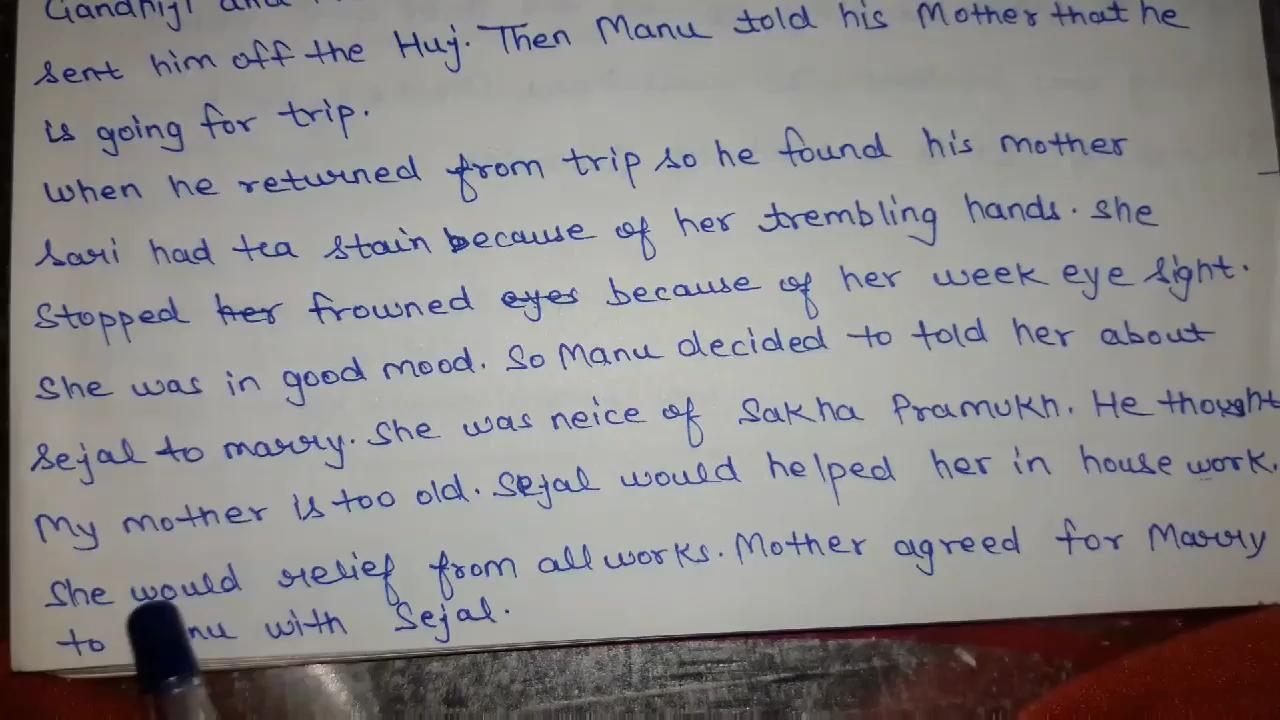 Gandhiji and
sent him off the Huj. Then Manu told his Mother that he
is going for trip.
When he returned from trip so he found his mother
sari had tea stain because of her trembling hands. she
stopped her frowned eyes because of her week eye sight.
She was in good mood. So Manu decided to told her about
Sejal to marry. She was neice of Sakha Pramukh. He thought
My mother is too old. Sejal would helped her in house work.
She would relief from all works. Mother agreed for Marry
to nu with Sejal.